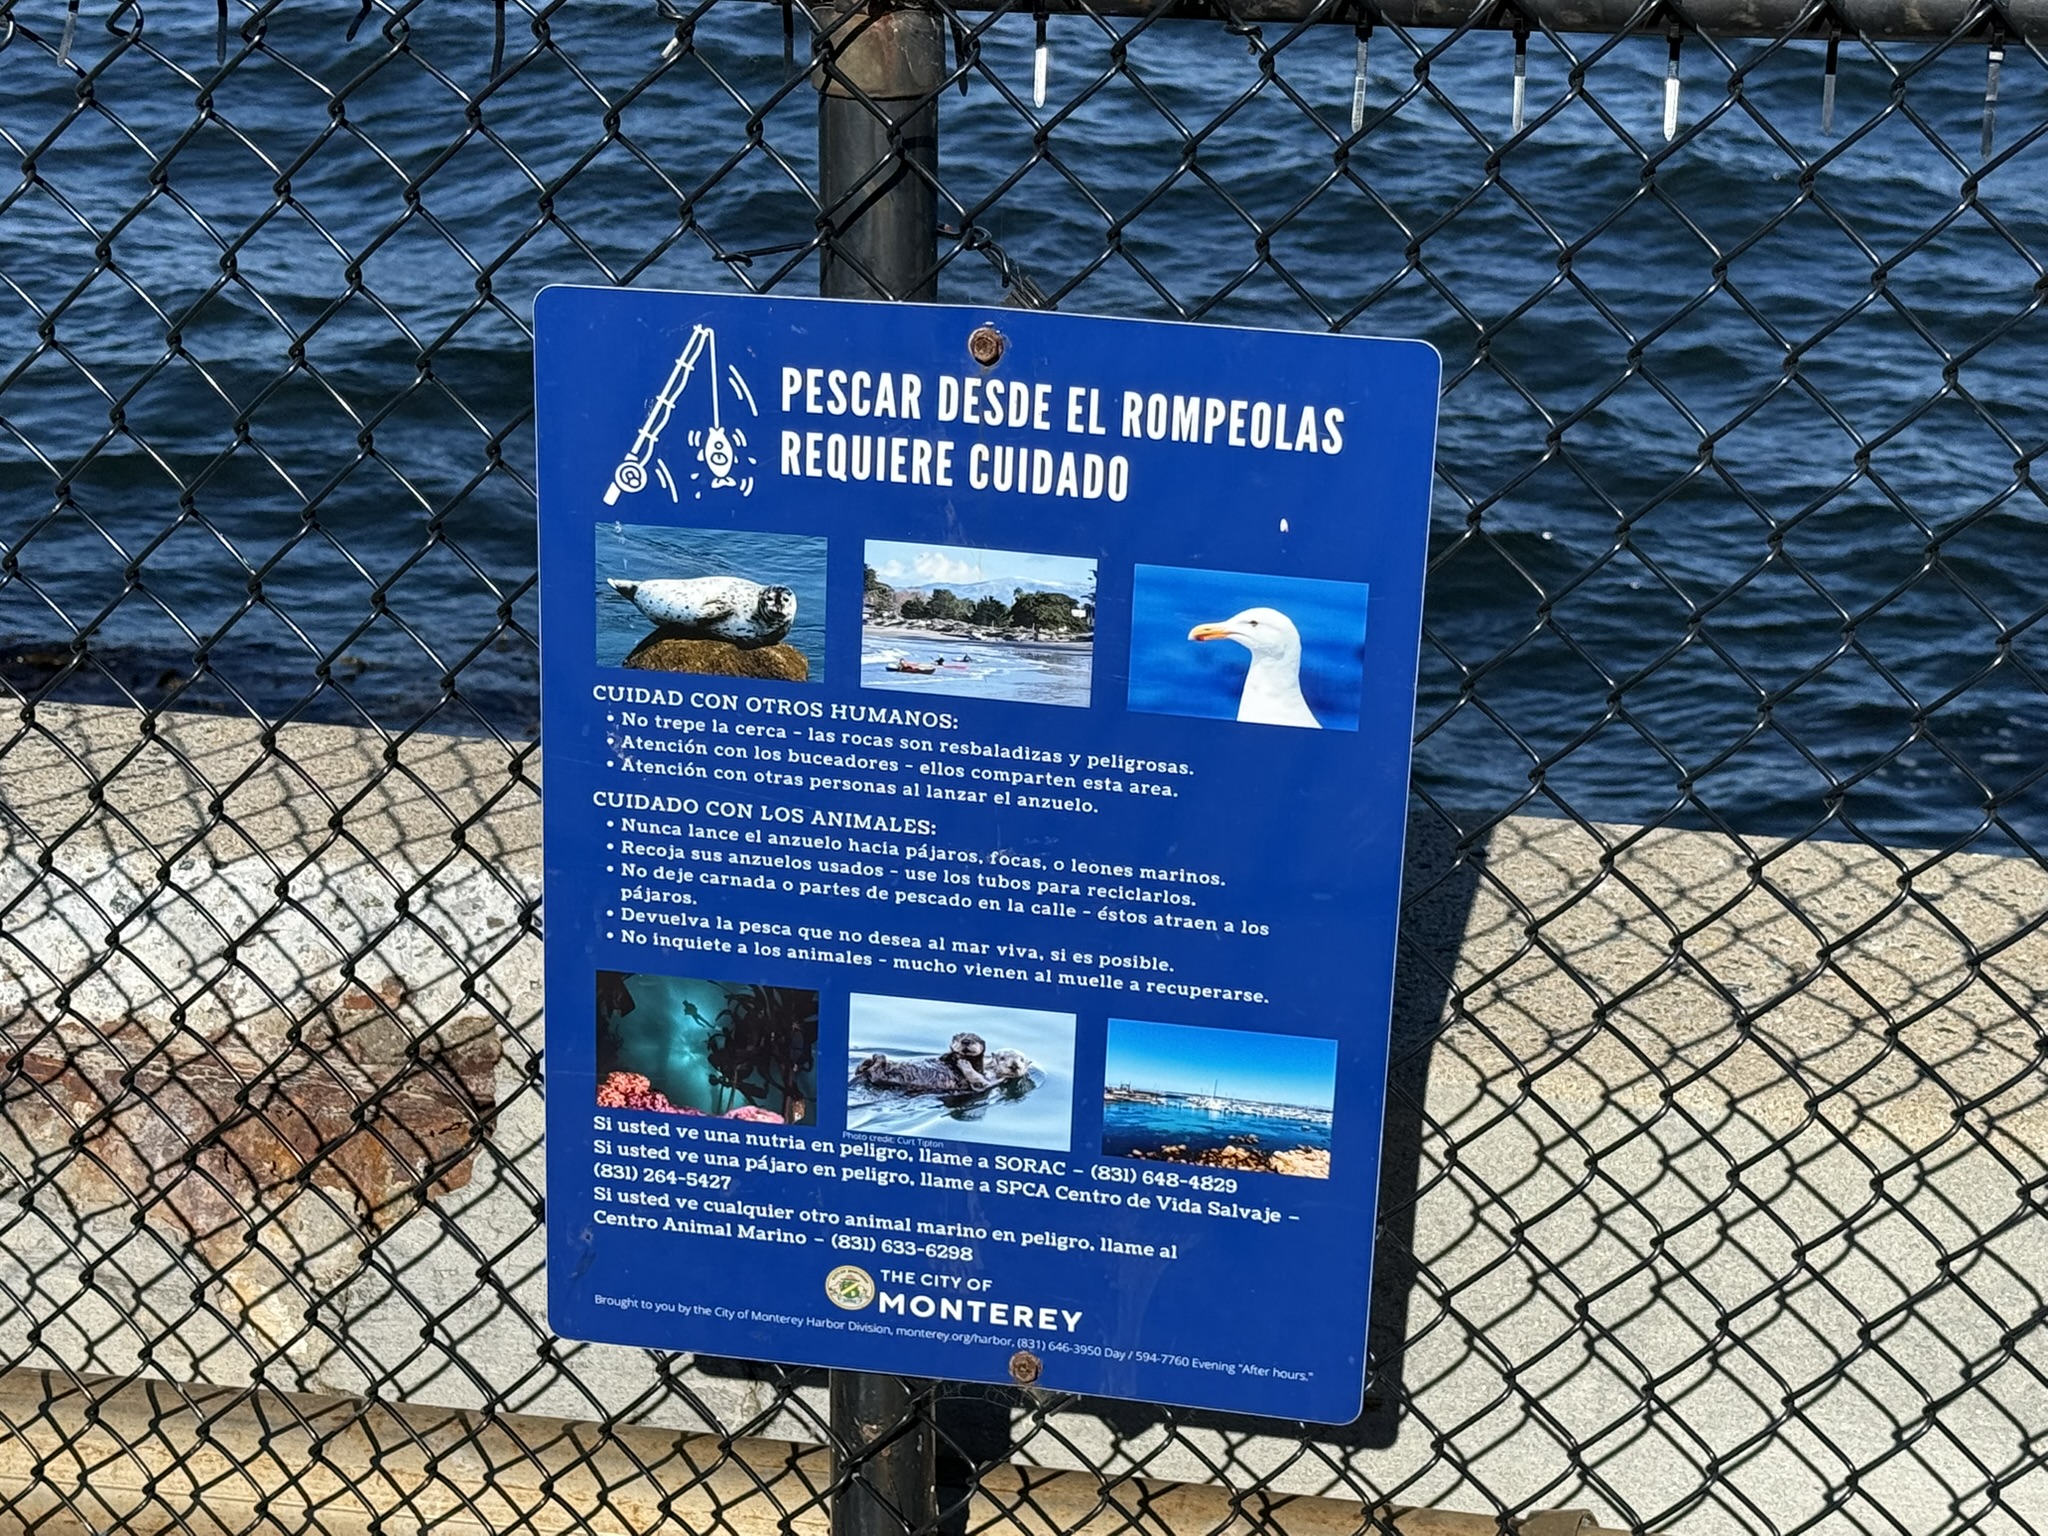 PESCAR DESDE EL ROMPEOLAS
REQUIERE CUIDADO
CUIDAD CON OTROS HUMANOS:
• No trepe la cerca - las rocas son resbaladizas y peligrosas.
• Atención con los buceadores - ellos comparten esta area.
• Atención con otras personas al lanzar el anzuelo.
CUIDADO CON LOS ANIMALES:
• Nunca lance el anzuelo hacia pájaros, focas, o leones marinos.
• Recoja sus anzuelos usados - use los tubos para reciclarlos.
• No deje carnada o partes de pescado en la calle - éstos atraen a los
pájaros.
• Devuelva la pesca que no desea al mar viva, si es posible.
• No inquiete a los animales - mucho vienen al muelle a recuperarse.
Photo credit: Curt Tipton
Si usted ve una nutria en peligro, llame a SORAC – (831) 648-4829
Si usted ve una pájaro en peligro, llame a SPCA Centro de Vida Salvaje –
(831) 264-5427
Si usted ve cualquier otro animal marino en peligro, llame al
Centro Animal Marino – (831) 633-6298
THE CITY OF
MONTEREY
Brought to you by the City of Monterey Harbor Division, monterey.org/harbor, (831) 646-3950 Day / 594-7760 Evening "After hours."